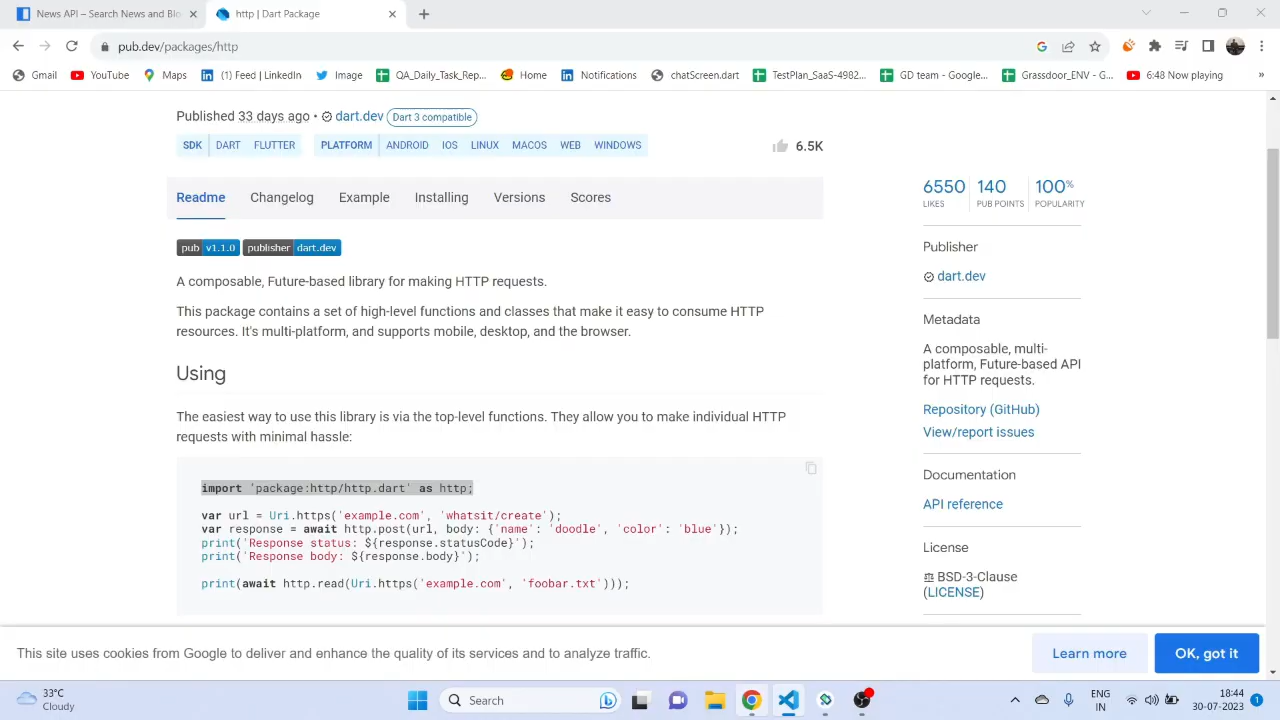 News API – Search News and Blo
http | Dart Package
pub.dev/packages/http
Gmail
YouTube
Maps
(1) Feed | LinkedIn
Image
QA_Daily_Task_Rep...
Home
Notifications
chatScreen.dart
TestPlan_SaaS-4982...
GD team - Google...
Grassdoor_ENV - G...
6:48 Now playing
»
Published 33 days ago • dart.dev Dart 3 compatible
SDK DART FLUTTER PLATFORM ANDROID IOS LINUX MACOS WEB WINDOWS
6.5K
Readme Changelog Example Installing Versions Scores
pub v1.1.0 publisher dart.dev
A composable, Future-based library for making HTTP requests.
This package contains a set of high-level functions and classes that make it easy to consume HTTP
resources. It's multi-platform, and supports mobile, desktop, and the browser.
Using
The easiest way to use this library is via the top-level functions. They allow you to make individual HTTP
requests with minimal hassle:
import 'package:http/http.dart' as http;
var url = Uri.https('example.com', 'whatsit/create');
var response = await http.post(url, body: {'name': 'doodle', 'color': 'blue'});
print('Response status: ${response.statusCode}');
print('Response body: ${response.body}');
print(await http.read(Uri.https('example.com', 'foobar.txt')));
6550 140 100%
LIKES PUB POINTS POPULARITY
Publisher
dart.dev
Metadata
A composable, multi-
platform, Future-based API
for HTTP requests.
Repository (GitHub)
View/report issues
Documentation
API reference
License
BSD-3-Clause
(LICENSE)
This site uses cookies from Google to deliver and enhance the quality of its services and to analyze traffic.
Learn more
OK, got it
33°C
Cloudy
Search
ENG
IN
18:44
30-07-2023
1